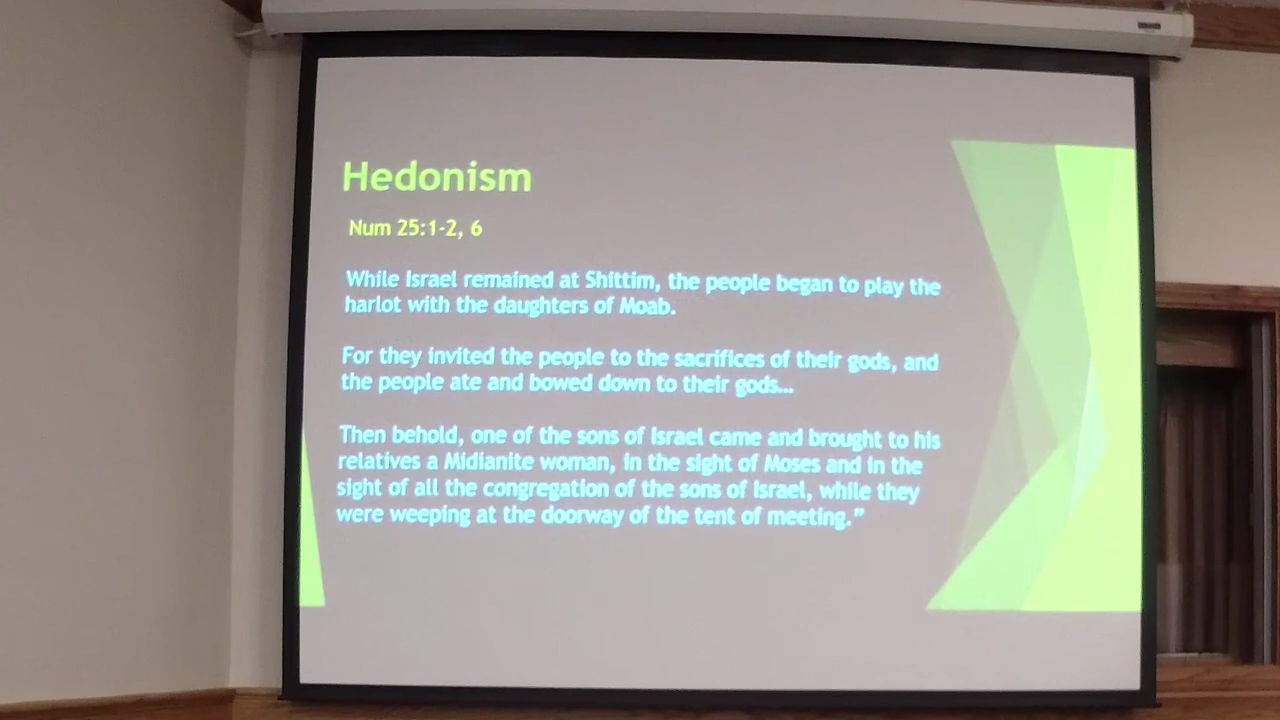 Hedonism
Num 25:1-2, 6
While Israel remained at Shittim, the people began to play the
harlot with the daughters of Moab.
For they invited the people to the sacrifices of their gods, and
the people ate and bowed down to their gods...
Then behold, one of the sons of Israel came and brought to his
relatives a Midianite woman, in the sight of Moses and in the
sight of all the congregation of the sons of Israel, while they
were weeping at the doorway of the tent of meeting.”